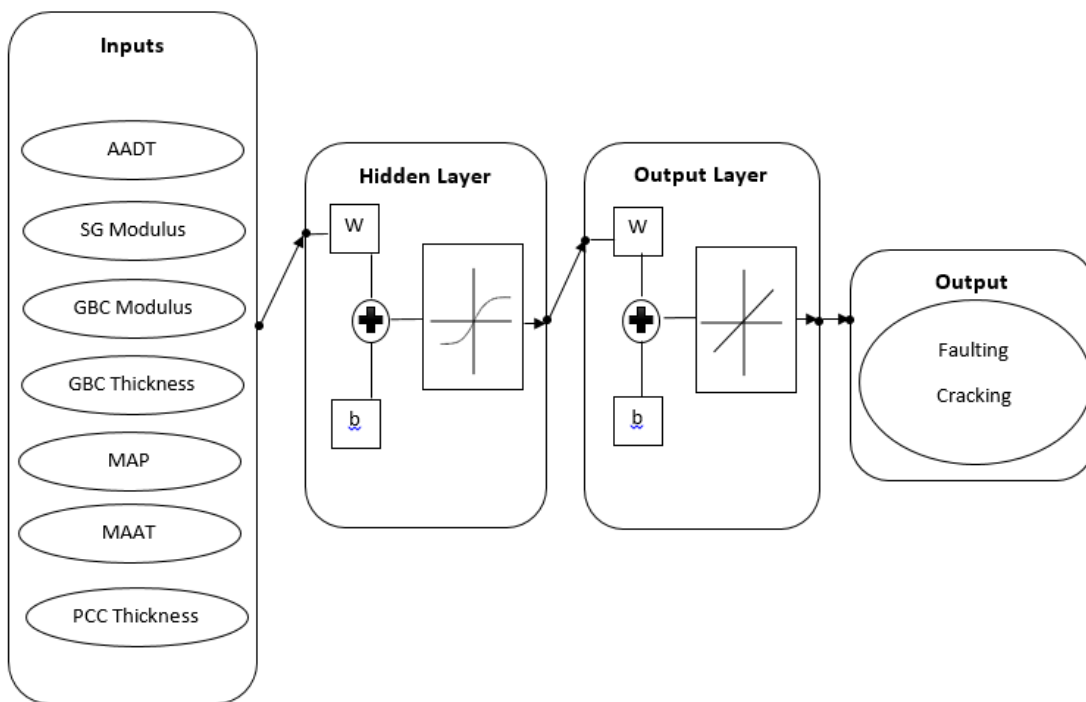 Inputs
AADT
SG Modulus
GBC Modulus
GBC Thickness
MAP
MAAT
PCC Thickness
Hidden Layer
W
b
Output Layer
W
b
Output
Faulting
Cracking